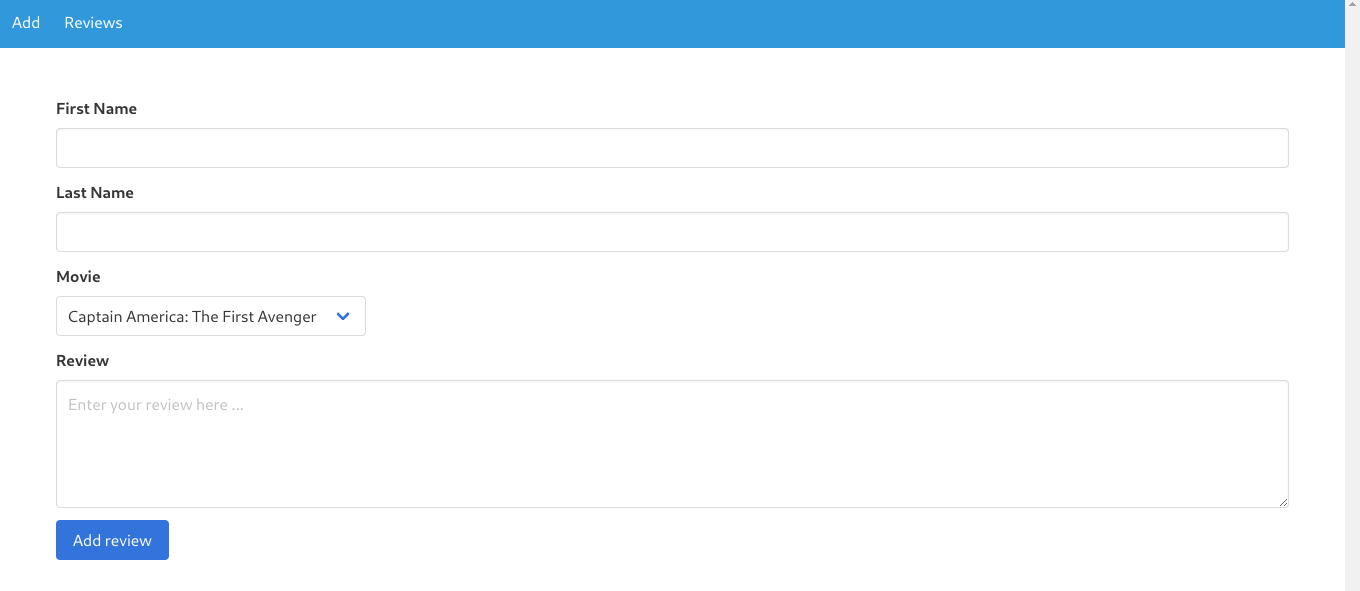 Add Reviews
First Name
Last Name
Movie
Captain America: The First Avenger
Review
Enter your review here ...
Add review